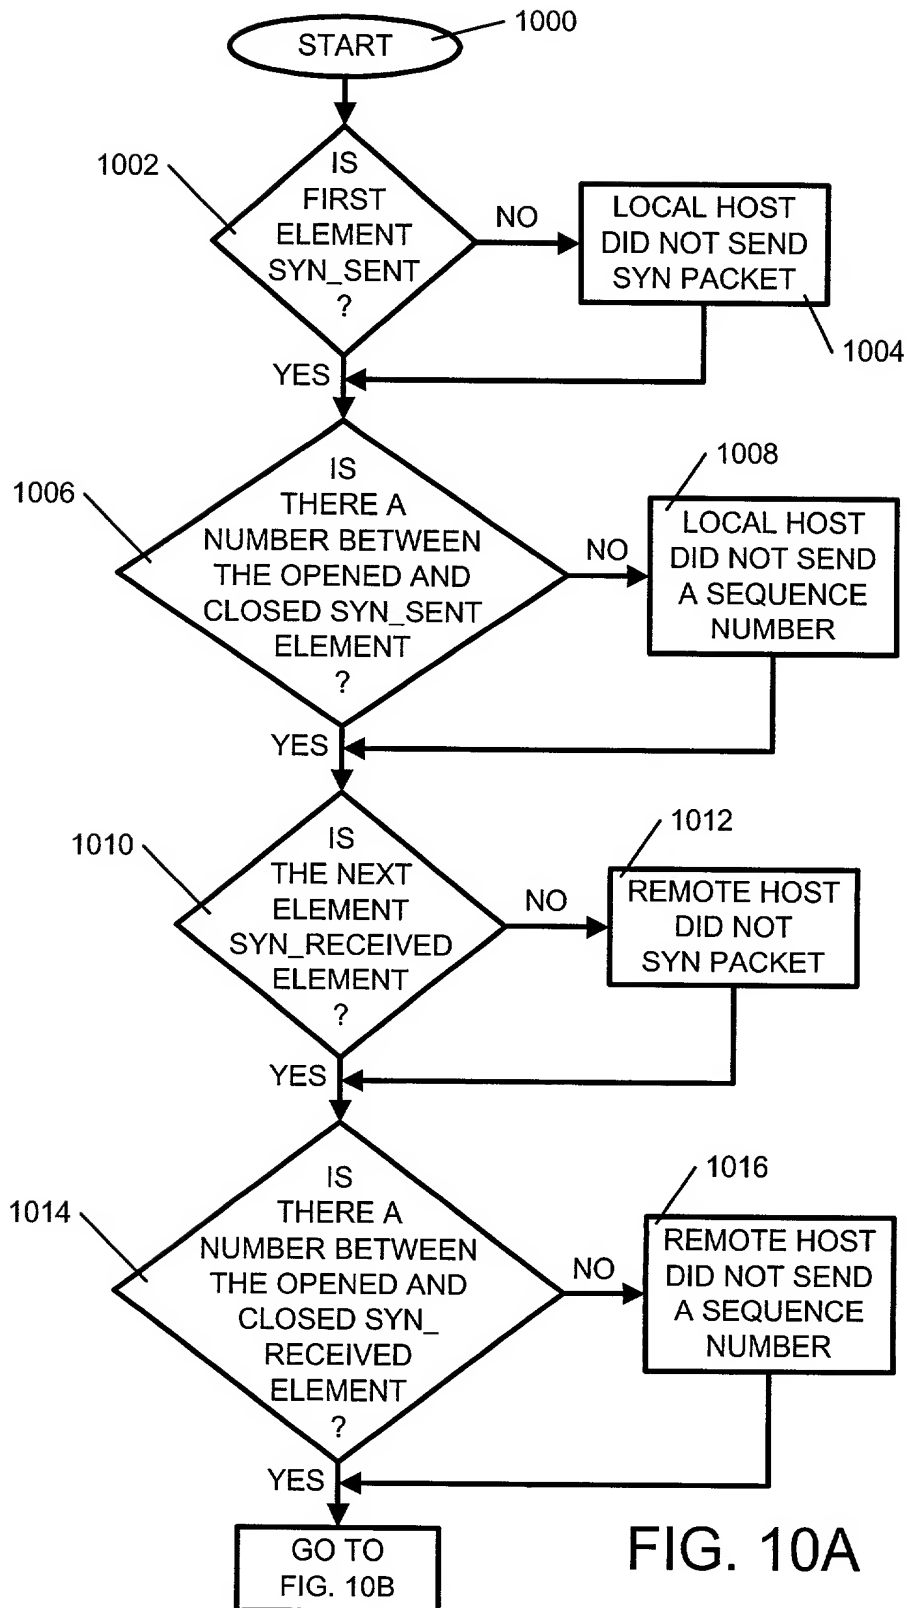 START
1000
1002
IS
FIRST
ELEMENT
SYN_SENT
?
NO
LOCAL HOST
DID NOT SEND
SYN PACKET
1004
YES
1006
IS
THERE A
NUMBER BETWEEN
THE OPENED AND
CLOSED SYN_SENT
ELEMENT
?
NO
1008
LOCAL HOST
DID NOT SEND
A SEQUENCE
NUMBER
YES
1010
IS
THE NEXT
ELEMENT
SYN_RECEIVED
ELEMENT
?
NO
1012
REMOTE HOST
DID NOT
SYN PACKET
YES
1014
IS
THERE A
NUMBER BETWEEN
THE OPENED AND
CLOSED SYN_
RECEIVED
ELEMENT
?
NO
1016
REMOTE HOST
DID NOT SEND
A SEQUENCE
NUMBER
YES
GO TO
FIG. 10B
FIG. 10A